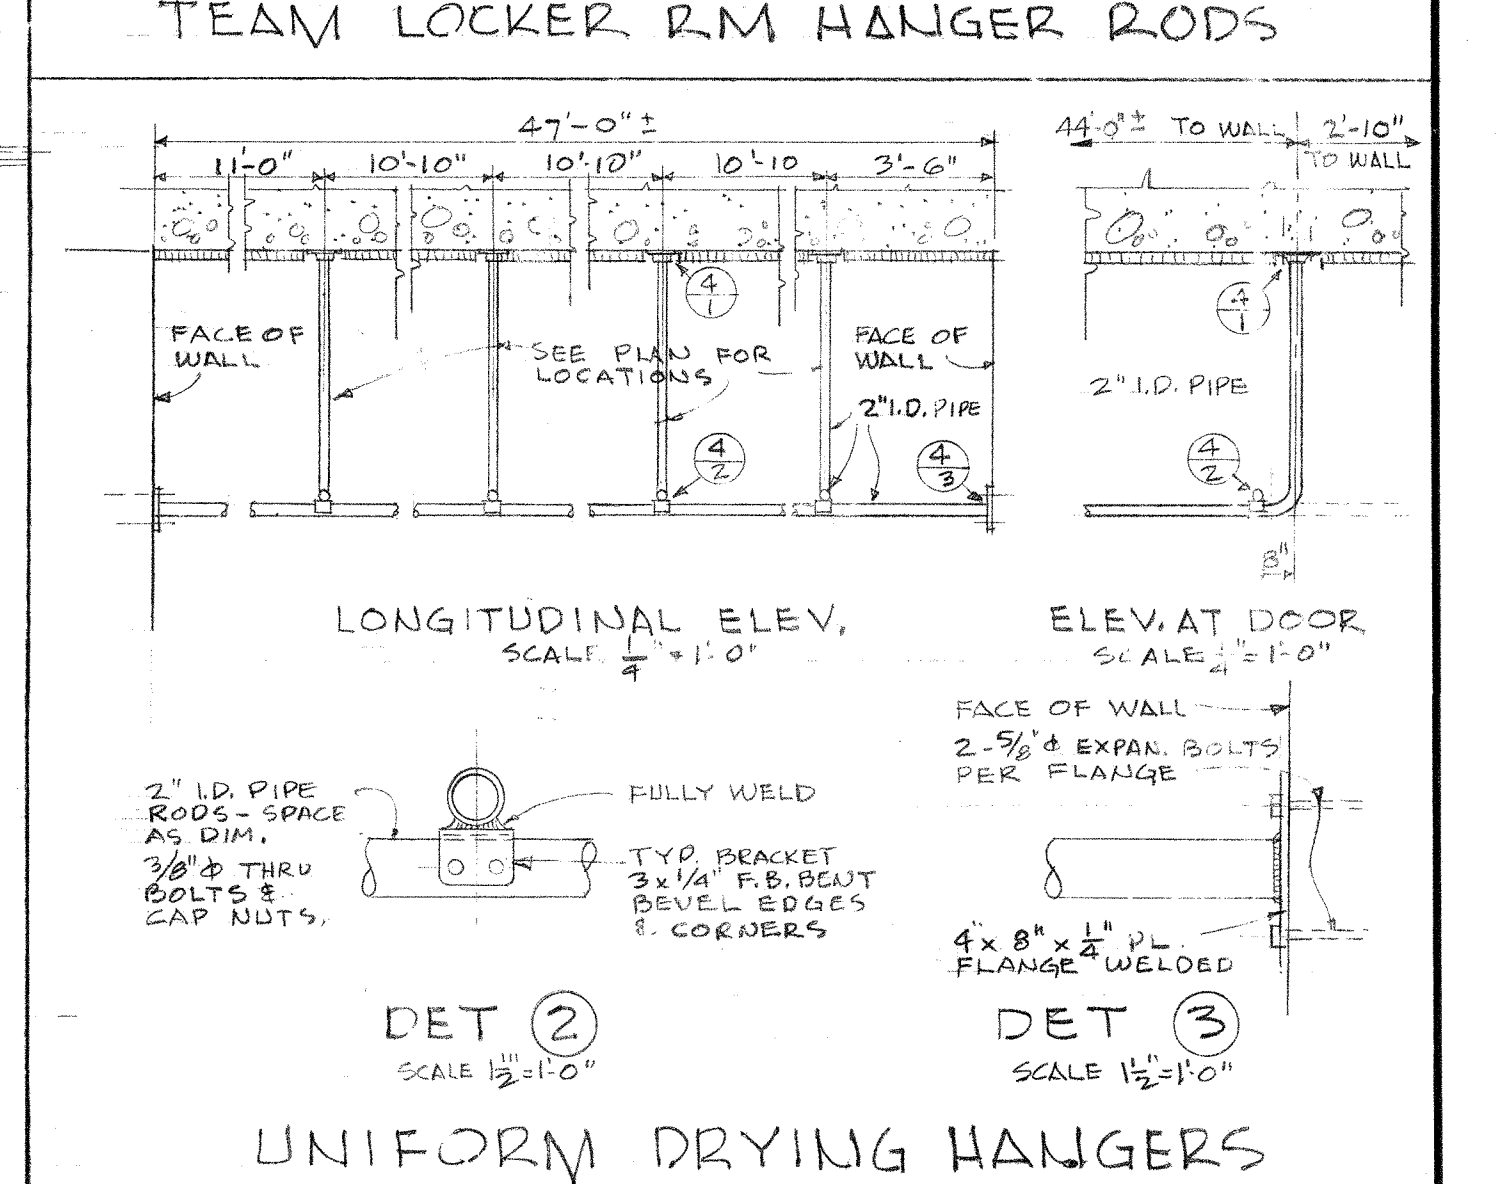 TEAM LOCKER RM HANGER RODS
47'-0" ±
11'-0" 10'-10" 10'-10" 10'-10 3'-6"
44'-0" ± TO WALL 2'-10"
TO WALL
4
1
4
1
FACE OF
WALL
SEE PLAN FOR
LOCATIONS
FACE OF
WALL
2" I.D. PIPE
2" I.D. PIPE
4
2
4
3
4
2
8"
LONGITUDINAL ELEV.
SCALE 1/4" = 1'-0"
ELEV. AT DOOR
SCALE 1/4" = 1'-0"
2" I.D. PIPE
RODS - SPACE
AS DIM.
3/8" ϕ THRU
BOLTS &
CAP NUTS.
FULLY WELD
TYP. BRACKET
3 x 1/4" F.B. BENT
BEVEL EDGES
& CORNERS
FACE OF WALL
2 - 5/8" ϕ EXPAN. BOLTS
PER FLANGE
4" x 8" x 1/4" PL.
FLANGE WELDED
DET 2
SCALE 1 1/2" = 1'-0"
DET 3
SCALE 1 1/2" = 1'-0"
UNIFORM DRYING HANGERS